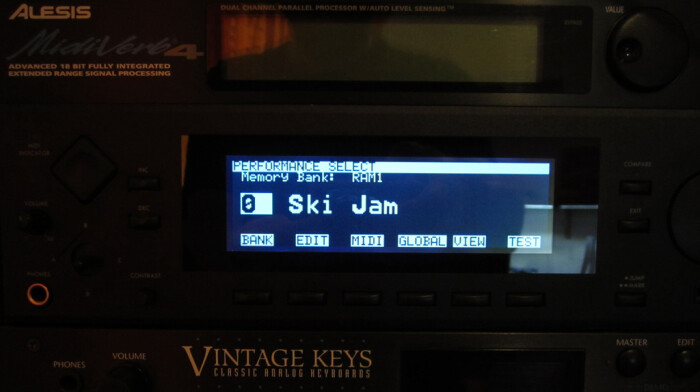 ALESIS
DUAL CHANNEL PARALLEL PROCESSOR W/AUTO LEVEL SENSING™
VALUE
MidiVerb 4
ADVANCED 18 BIT FULLY INTEGRATED
EXTENDED RANGE SIGNAL PROCESSING
PERFORMANCE SELECT
Memory Bank: RAM1
0 Ski Jam
BANK EDIT MIDI GLOBAL VIEW TEST
VOLUME
PHONES
CONTRAST
COMPARE
PHONES
VOLUME
VINTAGE KEYS
CLASSIC ANALOG KEYBOARDS
MASTER
EDIT